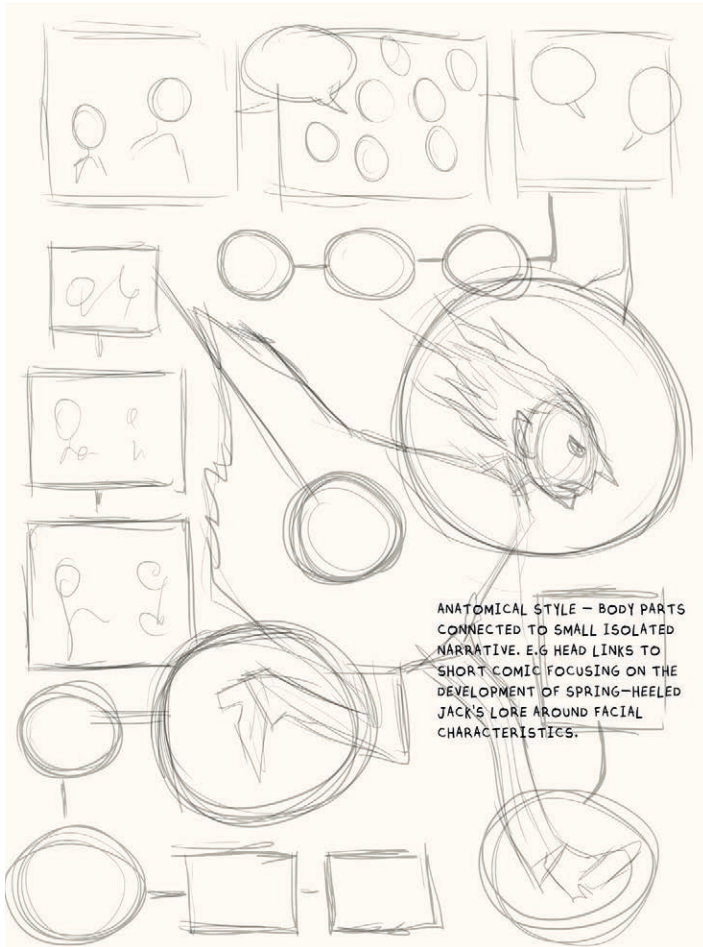 ANATOMICAL STYLE – BODY PARTS
CONNECTED TO SMALL ISOLATED
NARRATIVE. E.G HEAD LINKS TO
SHORT COMIC FOCUSING ON THE
DEVELOPMENT OF SPRING-HEELED
JACK'S LORE AROUND FACIAL
CHARACTERISTICS.